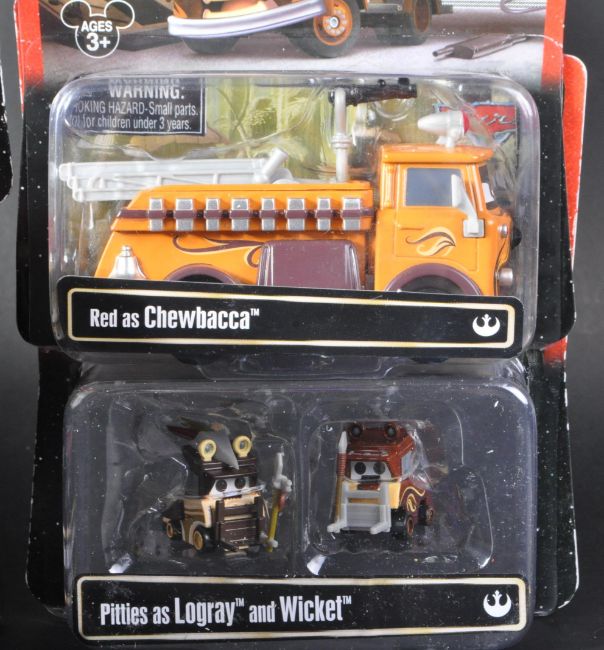 AGES
3+
WARNING:
CHOKING HAZARD-Small parts.
for children under 3 years.
Red as Chewbacca™
Pitties as Logray™ and Wicket™